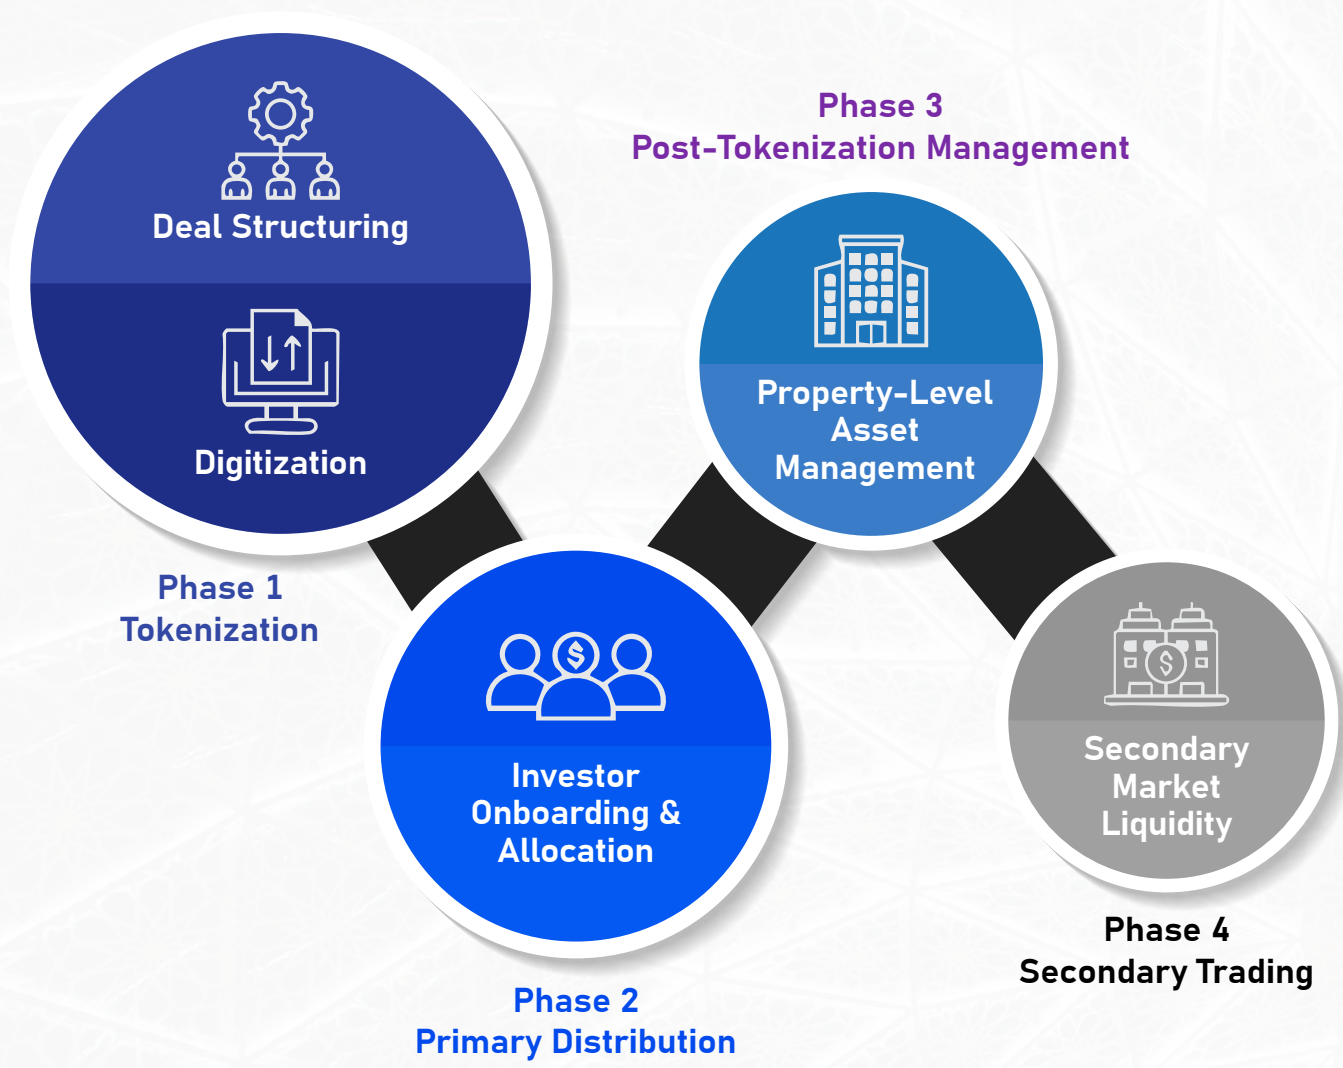 Deal Structuring
Digitization
Phase 1
Tokenization
Investor
Onboarding &
Allocation
Phase 2
Primary Distribution
Phase 3
Post-Tokenization Management
Property-Level
Asset
Management
Secondary
Market
Liquidity
Phase 4
Secondary Trading